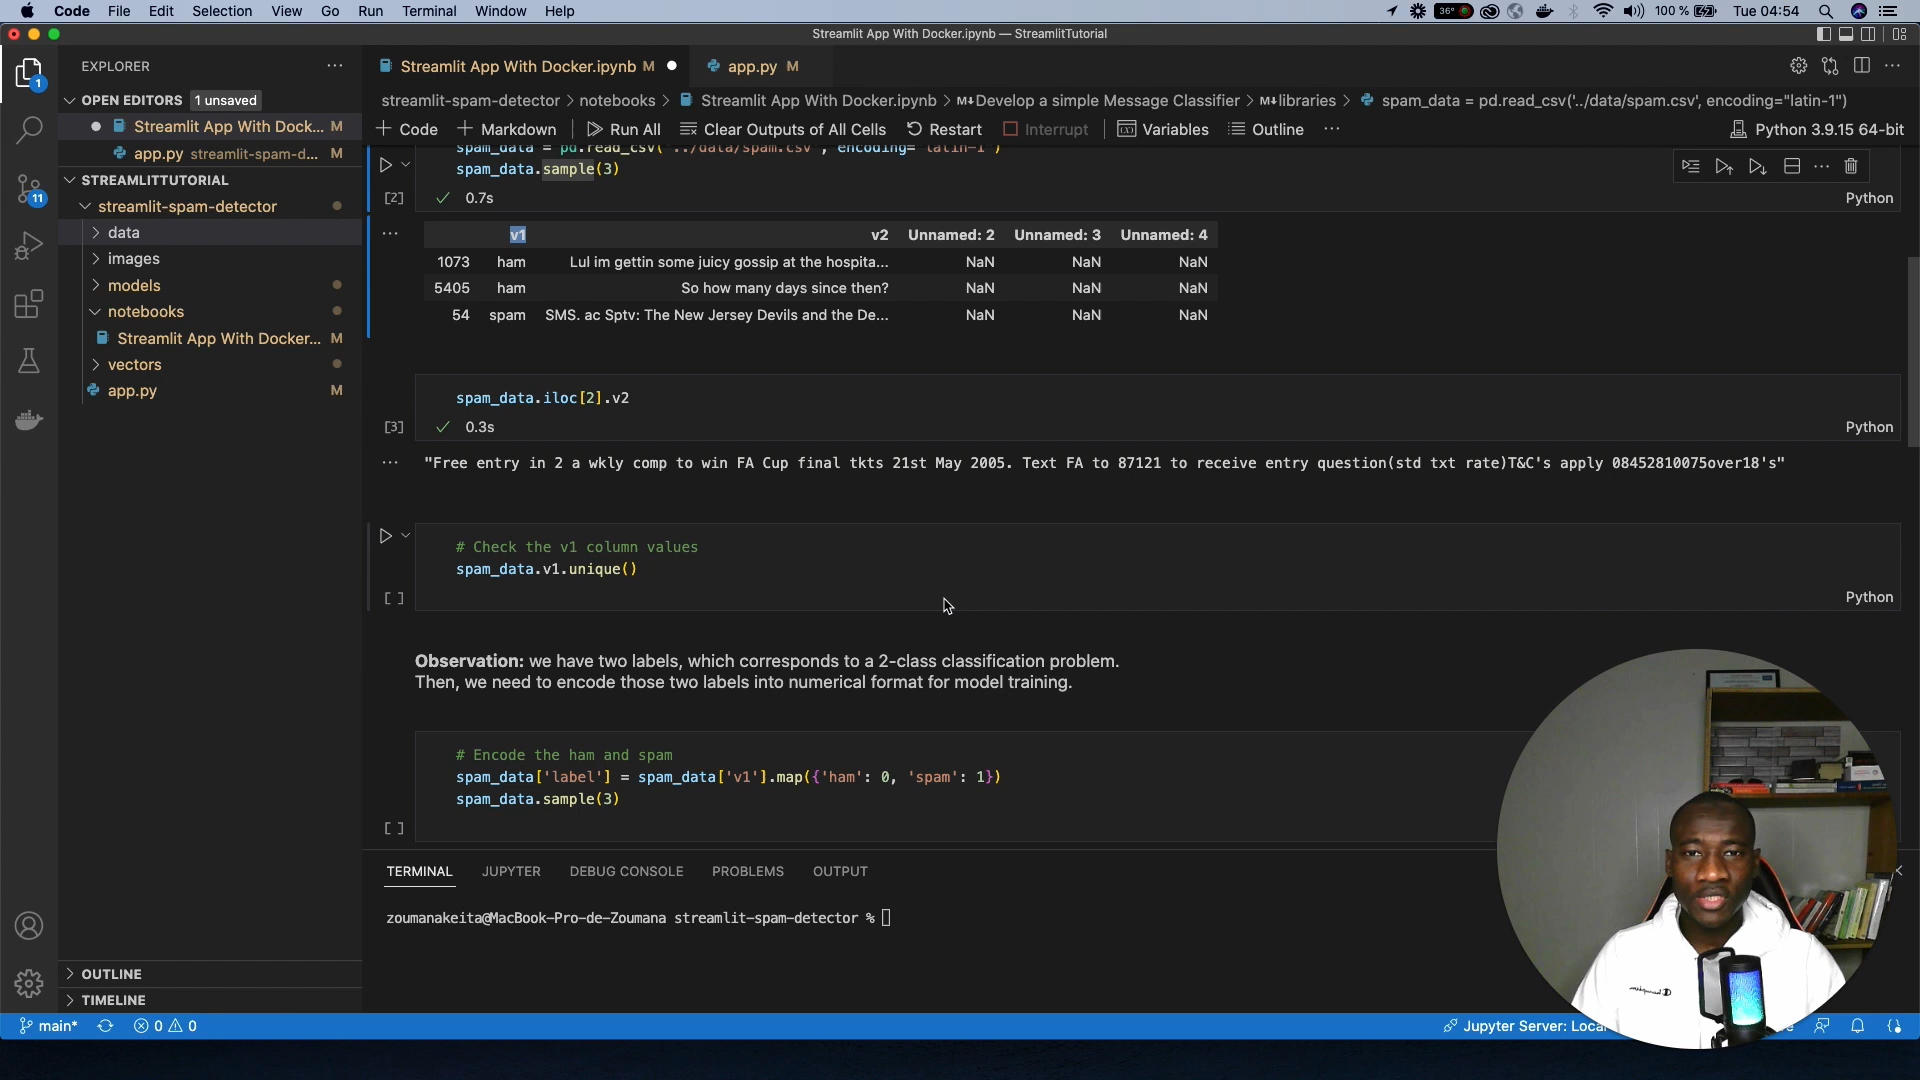 Code File Edit Selection View Go Run Terminal Window Help 36° 100 % Tue 04:54
Streamlit App With Docker.ipynb — StreamlitTutorial
EXPLORER
OPEN EDITORS 1 unsaved
Streamlit App With Dock... M
app.py streamlit-spam-d... M
STREAMLITTUTORIAL
streamlit-spam-detector
data
images
models
notebooks
Streamlit App With Docker... M
vectors
app.py M
OUTLINE
TIMELINE
1
11
Streamlit App With Docker.ipynb M app.py M
streamlit-spam-detector > notebooks > Streamlit App With Docker.ipynb > M↓Develop a simple Message Classifier > M↓libraries > spam_data = pd.read_csv('../data/spam.csv', encoding="latin-1")
+ Code + Markdown Run All Clear Outputs of All Cells Restart Interrupt Variables Outline ... Python 3.9.15 64-bit
spam_data = pd.read_csv('../data/spam.csv', encoding="latin-1")
spam_data.sample(3)
[2] ✓ 0.7s Python
v1 v2 Unnamed: 2 Unnamed: 3 Unnamed: 4
1073 ham Lul im gettin some juicy gossip at the hospita... NaN NaN NaN
5405 ham So how many days since then? NaN NaN NaN
54 spam SMS. ac Sptv: The New Jersey Devils and the De... NaN NaN NaN
spam_data.iloc[2].v2
[3] ✓ 0.3s Python
"Free entry in 2 a wkly comp to win FA Cup final tkts 21st May 2005. Text FA to 87121 to receive entry question(std txt rate)T&C's apply 08452810075over18's"
# Check the v1 column values
spam_data.v1.unique()
[ ] Python
Observation: we have two labels, which corresponds to a 2-class classification problem.
Then, we need to encode those two labels into numerical format for model training.
# Encode the ham and spam
spam_data['label'] = spam_data['v1'].map({'ham': 0, 'spam': 1})
spam_data.sample(3)
[ ]
TERMINAL JUPYTER DEBUG CONSOLE PROBLEMS OUTPUT
zoumanakeita@MacBook-Pro-de-Zoumana streamlit-spam-detector %
main* 0 0 Jupyter Server: Loca